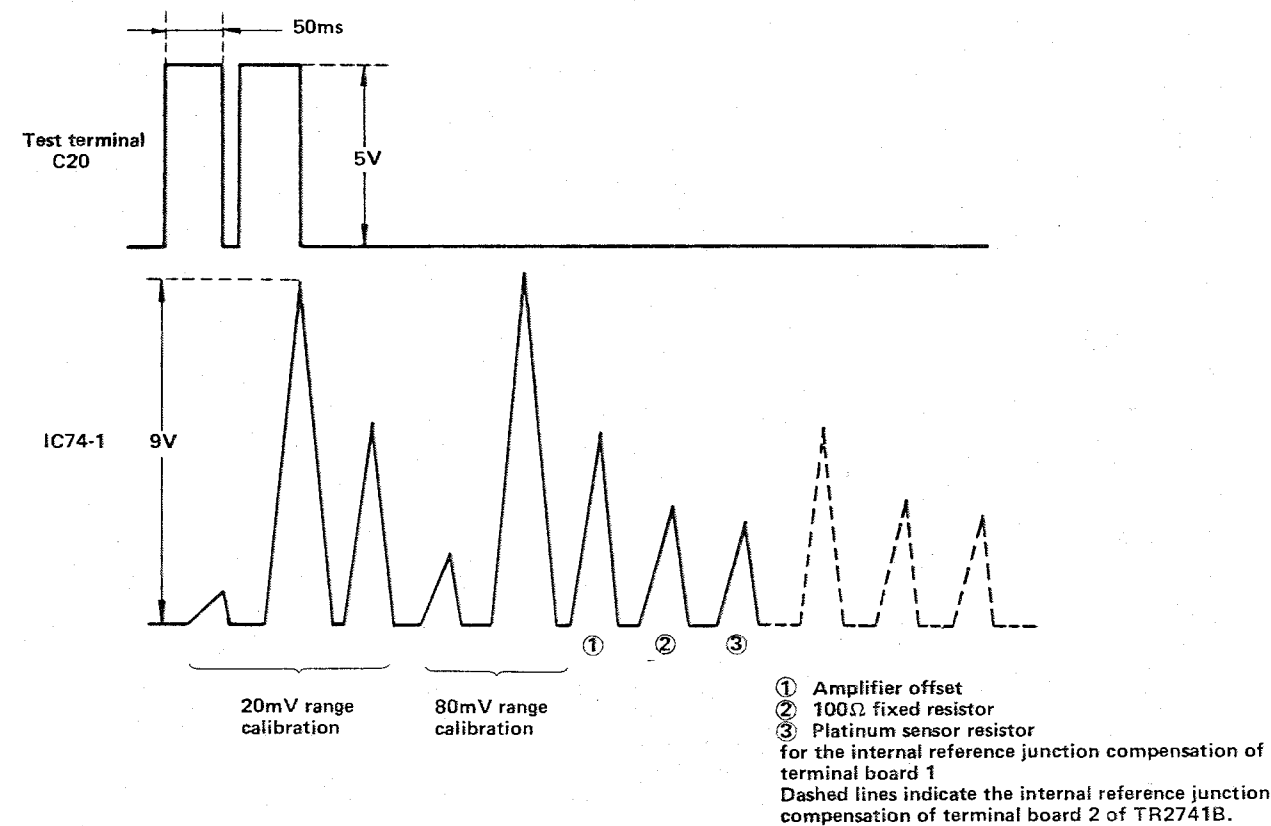 50ms
Test terminal
C20
5V
IC74-1
9V
① ② ③
20mV range
calibration
80mV range
calibration
① Amplifier offset
② 100Ω fixed resistor
③ Platinum sensor resistor
for the internal reference junction compensation of
terminal board 1
Dashed lines indicate the internal reference junction
compensation of terminal board 2 of TR2741B.